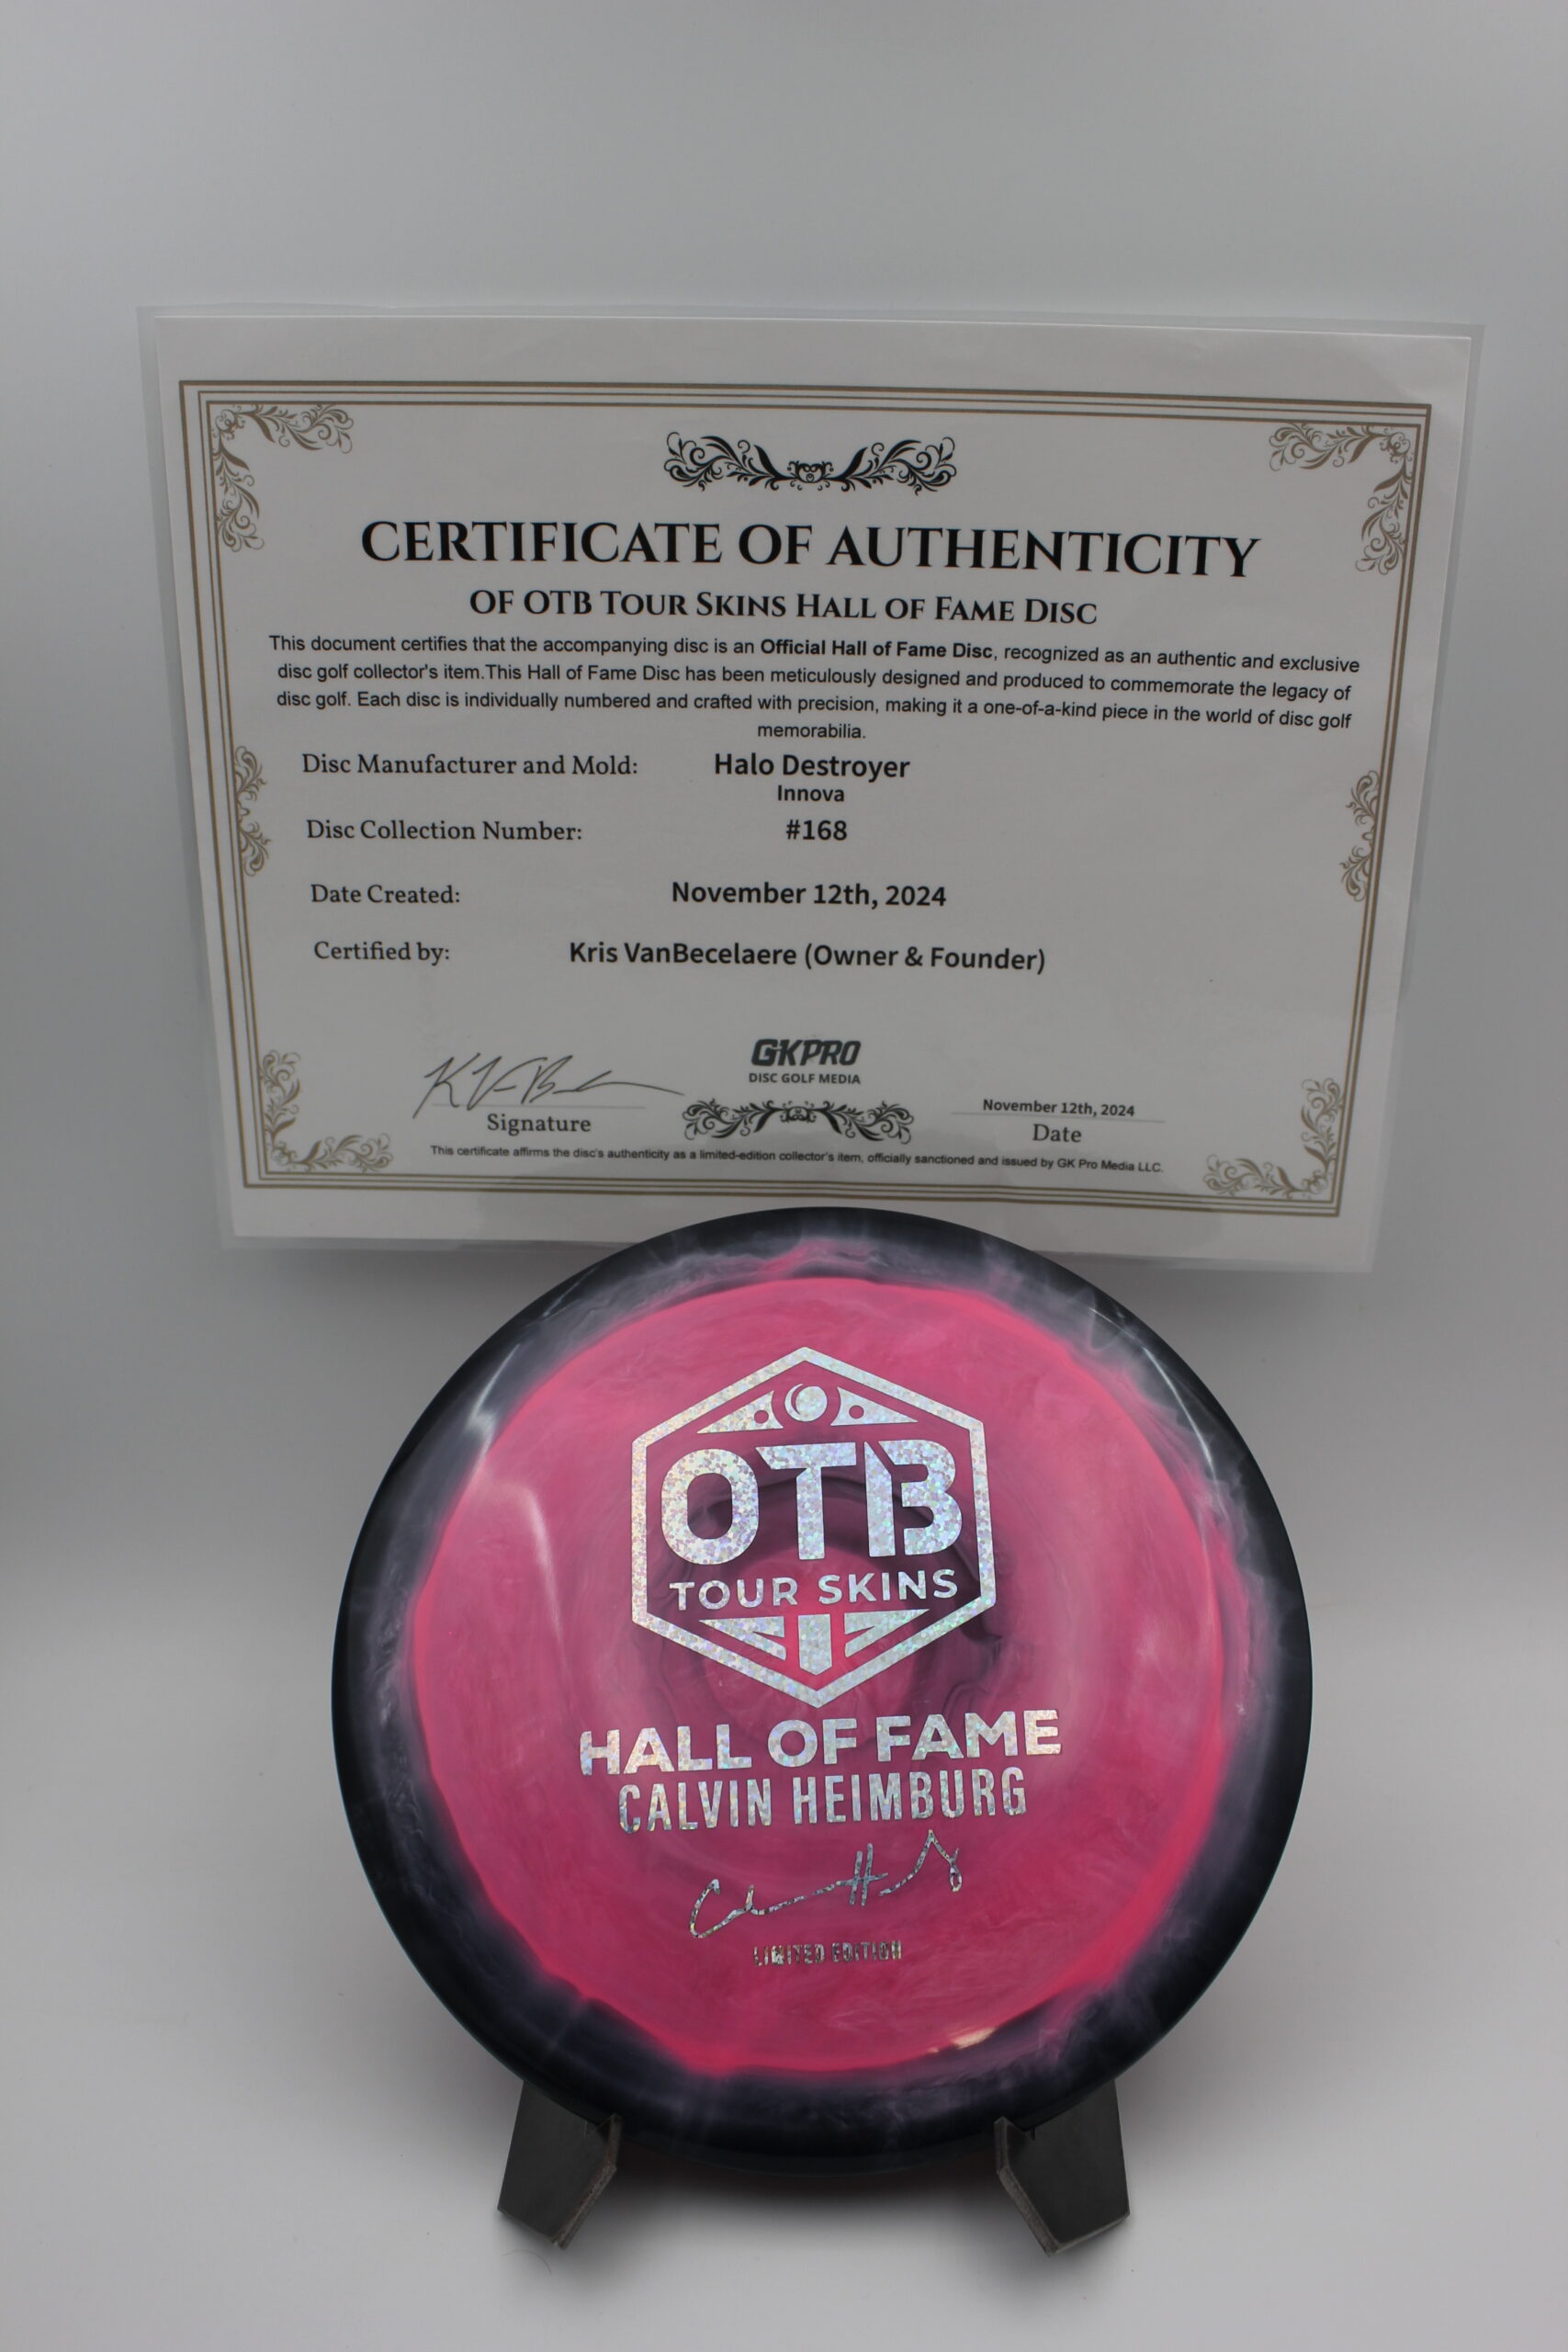 CERTIFICATE OF AUTHENTICITY
OF OTB TOUR SKINS HALL OF FAME DISC
This document certifies that the accompanying disc is an Official Hall of Fame Disc, recognized as an authentic and exclusive
disc golf collector's item.This Hall of Fame Disc has been meticulously designed and produced to commemorate the legacy of
disc golf. Each disc is individually numbered and crafted with precision, making it a one-of-a-kind piece in the world of disc golf
memorabilia.
Disc Manufacturer and Mold: Halo Destroyer
Innova
Disc Collection Number: #168
Date Created: November 12th, 2024
Certified by: Kris VanBecelaere (Owner & Founder)
GKPRO
DISC GOLF MEDIA
November 12th, 2024
Signature
Date
This certificate affirms the disc's authenticity as a limited-edition collector's item, officially sanctioned and issued by GK Pro Media LLC.
OTB
TOUR SKINS
HALL OF FAME
CALVIN HEIMBURG
LIMITED EDITION